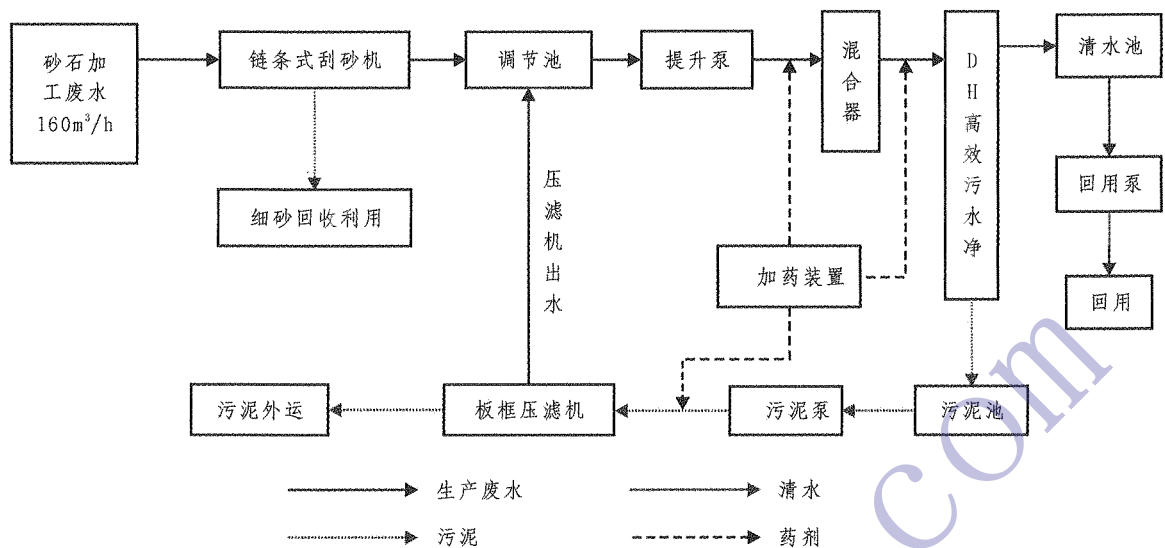 砂石加
工废水
160m³/h
链条式刮砂机
调节池
提升泵
混合器
DH高效污水净
清水池
细砂回收利用
压滤机出水
回用泵
加药装置
回用
污泥外运
板框压滤机
污泥泵
污泥池
生产废水
清水
污泥
药剂
com